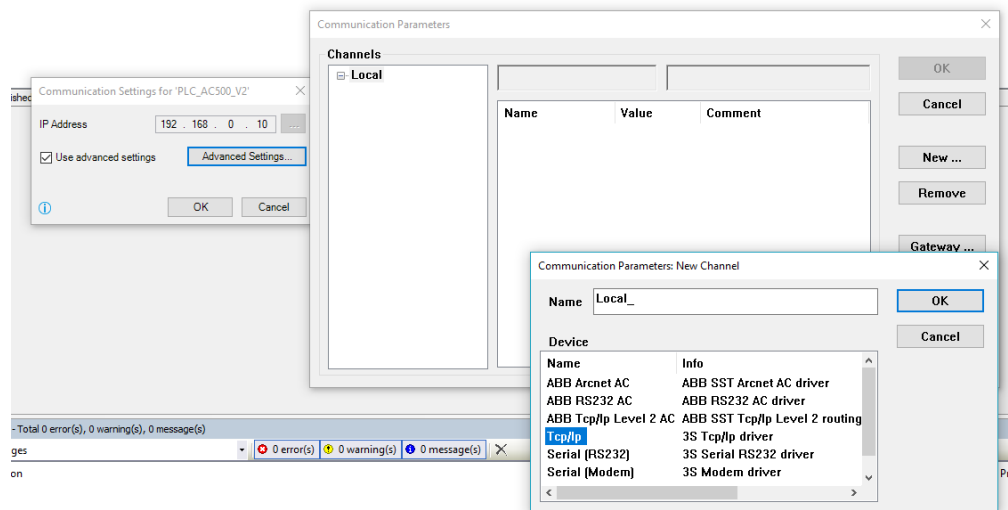 Communication Parameters
Channels
Local
Name Value Comment
OK
Cancel
New ...
Remove
Gateway ...
ished
Communication Settings for 'PLC_AC500_V2'
IP Address 192 . 168 . 0 . 10 ...
Use advanced settings Advanced Settings...
OK Cancel
Communication Parameters: New Channel
Name Local_ OK
Cancel
Device
Name Info
ABB Arcnet AC ABB SST Arcnet AC driver
ABB RS232 AC ABB RS232 AC driver
ABB Tcp/Ip Level 2 AC ABB SST Tcp/Ip Level 2 routing
Tcp/Ip 3S Tcp/Ip driver
Serial (RS232) 3S Serial RS232 driver
Serial (Modem) 3S Modem driver
- Total 0 error(s), 0 warning(s), 0 message(s)
ges 0 error(s) 0 warning(s) 0 message(s)
on